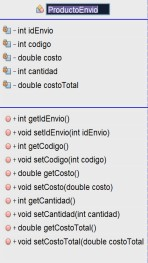 ProductoEnvio
- int idEnvio
- int codigo
- double costo
- int cantidad
- double costoTotal
+ int getIdEnvio()
+ void setIdEnvio(int idEnvio)
+ int getCodigo()
+ void setCodigo(int codigo)
+ double getCosto()
+ void setCosto(double costo)
+ int getCantidad()
+ void setCantidad(int cantidad)
+ double getCostoTotal()
+ void setCostoTotal(double costoTotal